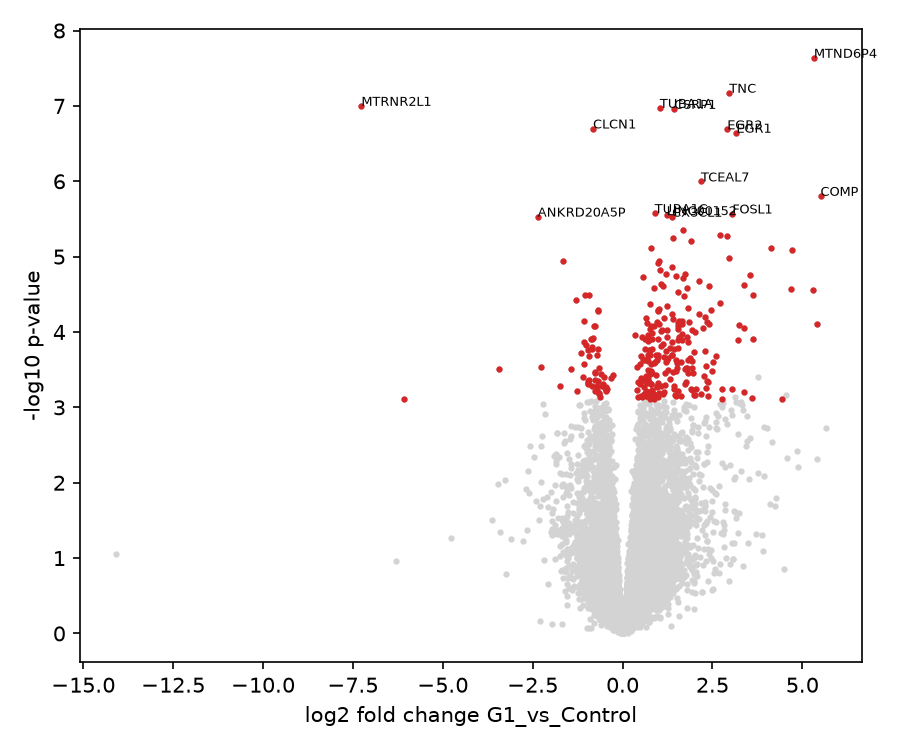 8
7
6
5
4
3
2
1
0
-log10 p-value
MTND6P4
TNC
MTRNR2L1
TUBA1A
CLCN1
EGR2
EGR1
TCEAL7
COMP
ANKRD20A5P
TUBA1C
FOSL1
−15.0 −12.5 −10.0 −7.5 −5.0 −2.5 0.0 2.5 5.0
log2 fold change G1_vs_Control